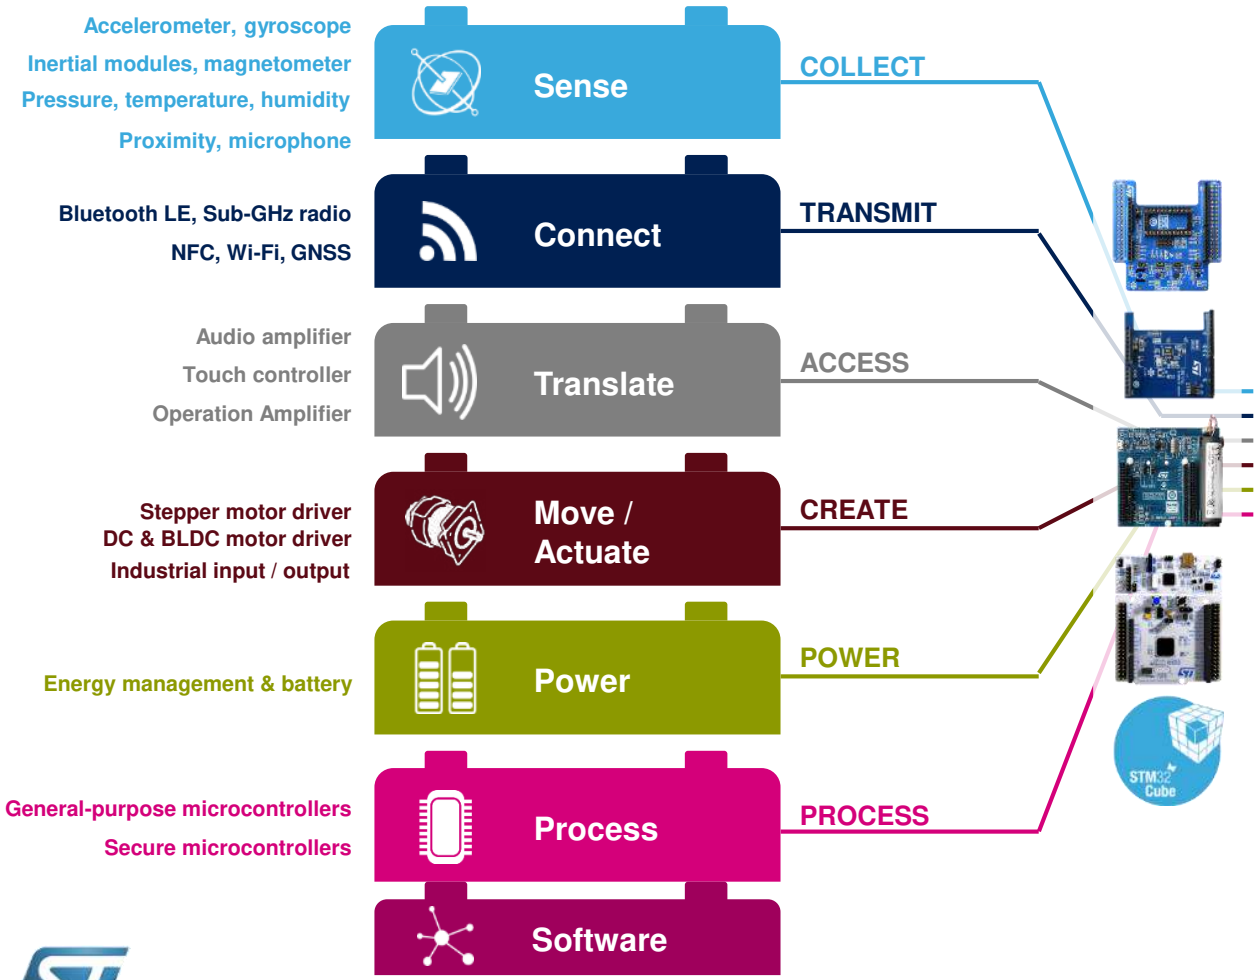 Accelerometer, gyroscope
Inertial modules, magnetometer
Pressure, temperature, humidity
Proximity, microphone
Sense
COLLECT
Bluetooth LE, Sub-GHz radio
NFC, Wi-Fi, GNSS
Connect
TRANSMIT
Audio amplifier
Touch controller
Operation Amplifier
Translate
ACCESS
Stepper motor driver
DC & BLDC motor driver
Industrial input / output
Move /
Actuate
CREATE
Energy management & battery
Power
POWER
General-purpose microcontrollers
Secure microcontrollers
Process
PROCESS
Software
STM32
Cube
ST